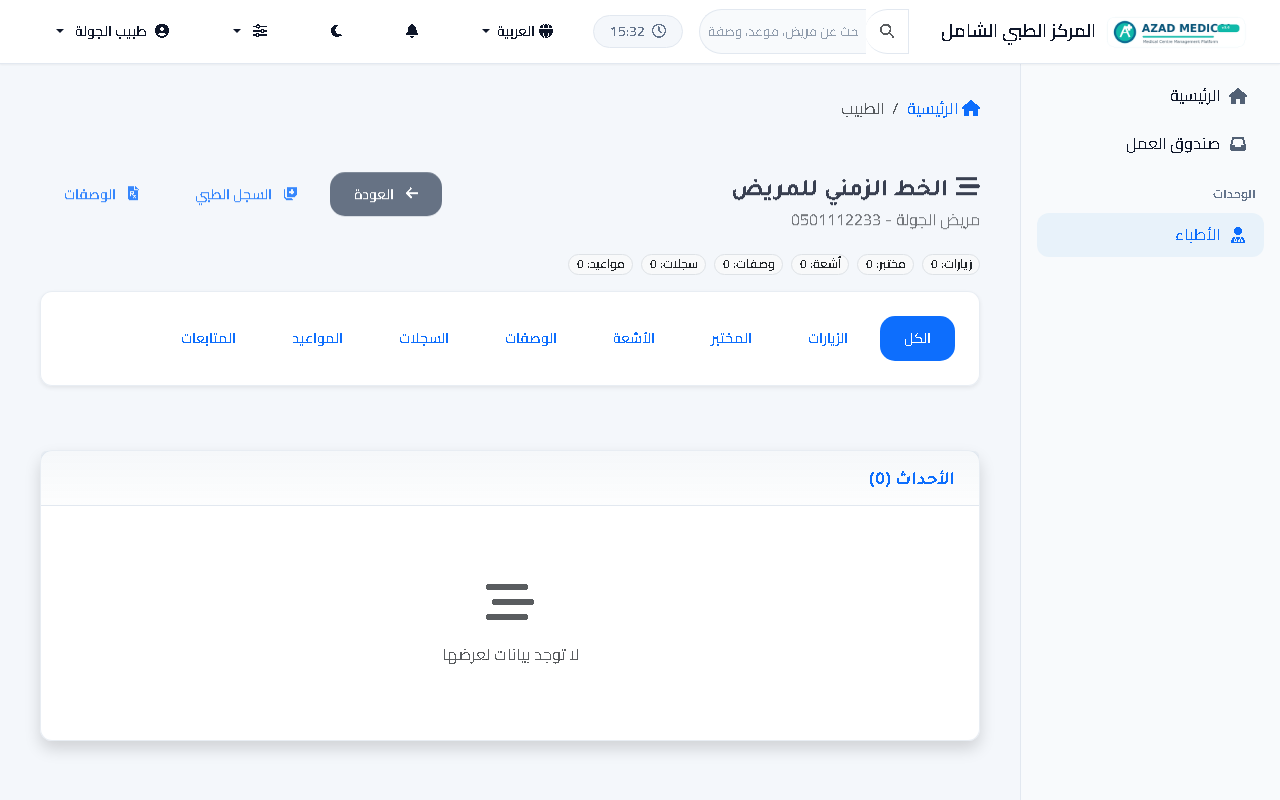 AZAD MEDIC
Medical Centre Management Platform
المركز الطبي الشامل
حث عن مريض، موعد، وصفة
15:32
العربية
طبيب الجولة
الرئيسية
صندوق العمل
الوحدات
الأطباء
الرئيسية / الطبيب
الخط الزمني للمريض
مريض الجولة - 0501112233
العودة
السجل الطبي
الوصفات
زيارات: 0
مختبر: 0
أشعة: 0
وصفات: 0
سجلات: 0
مواعيد: 0
الكل
الزيارات
المختبر
الأشعة
الوصفات
السجلات
المواعيد
المتابعات
الأحداث (0)
لا توجد بيانات لعرضها